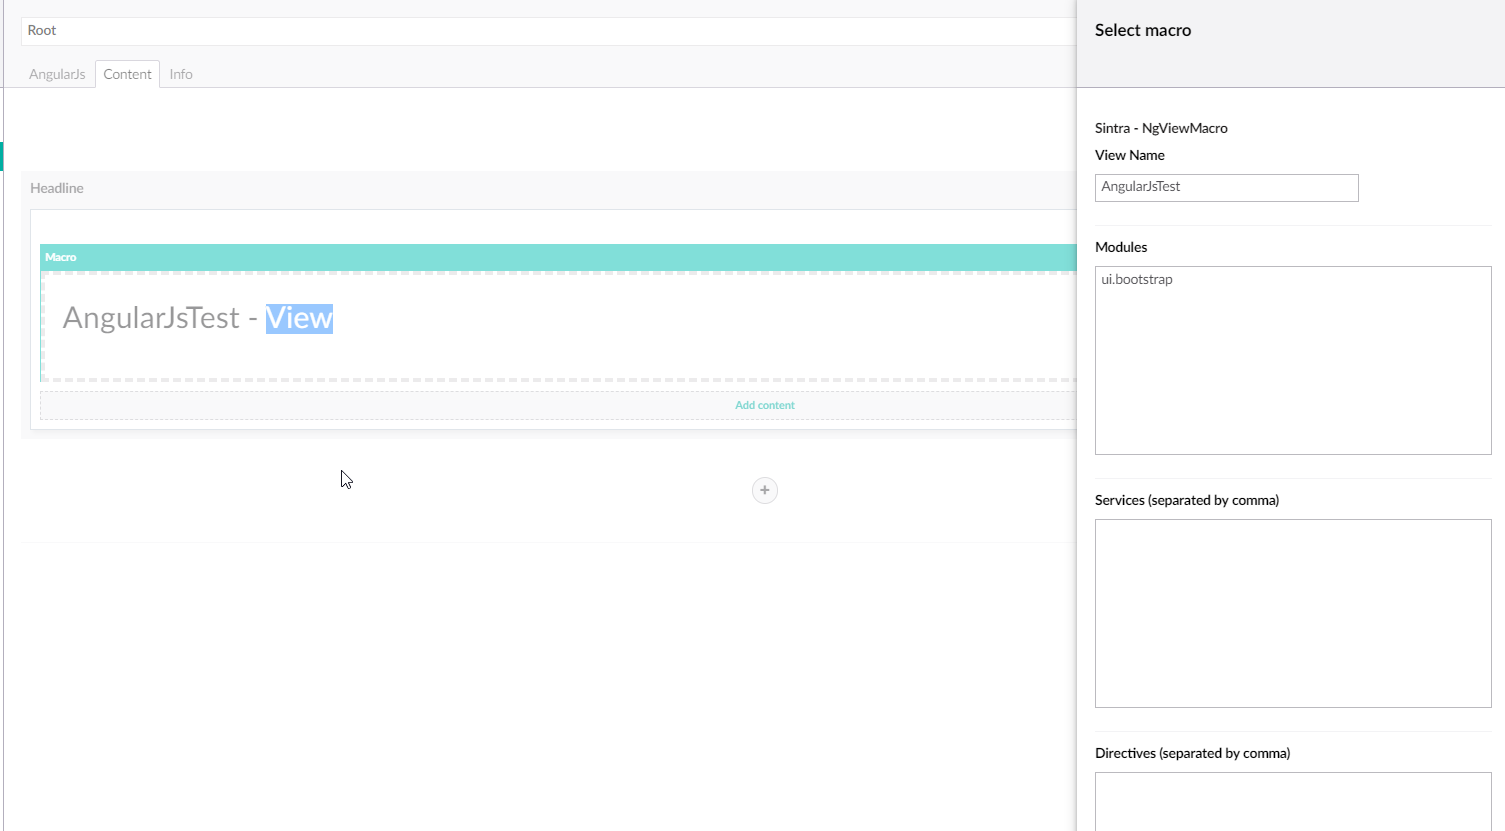 Root
AngularJs
Content
Info
Headline
Macro
AngularJsTest - View
Add content
Select macro
Sintra - NgViewMacro
View Name
AngularJsTest
Modules
ui.bootstrap
Services (separated by comma)
Directives (separated by comma)